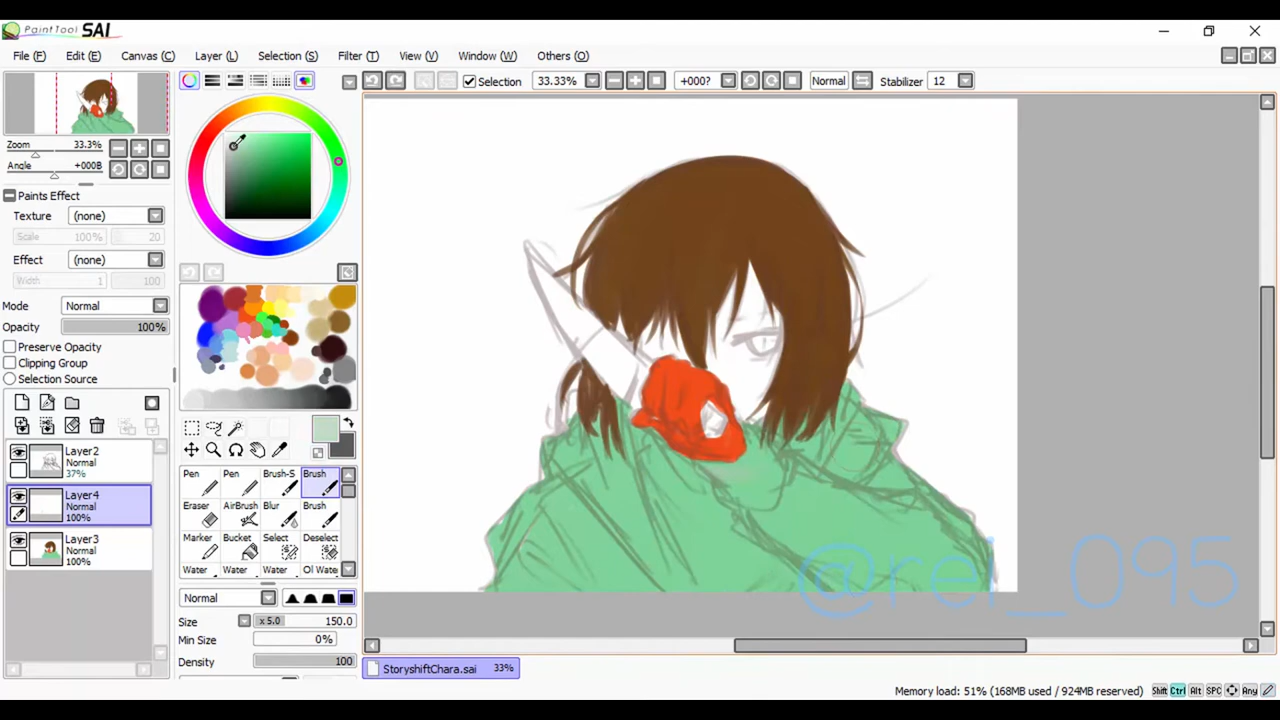 PaintTool SAI
File (F) Edit (E) Canvas (C) Layer (L) Selection (S) Filter (T) View (V) Window (W) Others (O)
Selection 33.33% +000? Normal Stabilizer 12
Zoom 33.3%
Angle +000B
Paints Effect
Texture (none)
Scale 100% 20
Effect (none)
Width 1 100
Mode Normal
Opacity 100%
Preserve Opacity
Clipping Group
Selection Source
Layer2
Normal
37%
Layer4
Normal
100%
Layer3
Normal
100%
Pen Pen Brush-S Brush
Eraser AirBrush Blur Brush
Marker Bucket Select Deselect
Water Water Water Ol Water
Normal
Size x 5.0 150.0
Min Size 0%
Density 100
@rei_095
StoryshiftChara.sai 33%
Memory load: 51% (168MB used / 924MB reserved) Shift Ctrl Alt SPC Any